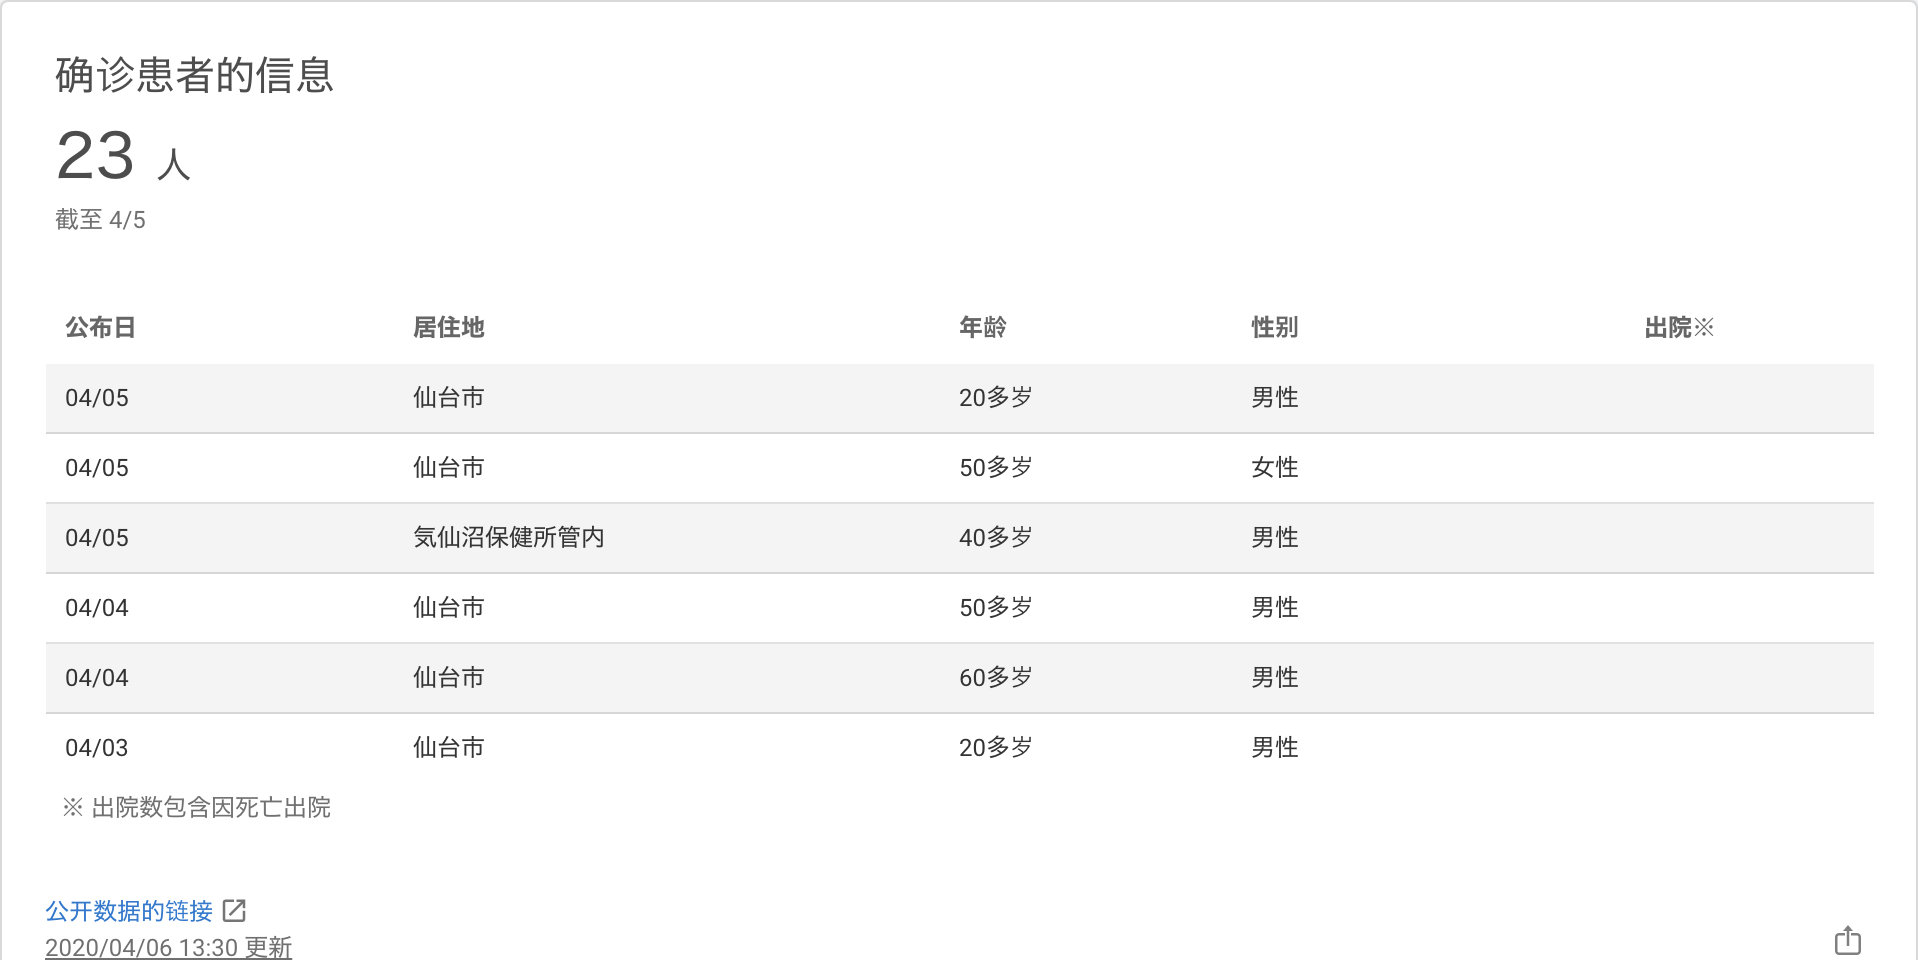 确诊患者的信息
23 人
截至 4/5
公布日 居住地 年龄 性别 出院※
04/05 仙台市 20多岁 男性
04/05 仙台市 50多岁 女性
04/05 気仙沼保健所管内 40多岁 男性
04/04 仙台市 50多岁 男性
04/04 仙台市 60多岁 男性
04/03 仙台市 20多岁 男性
※ 出院数包含因死亡出院
公开数据的链接
2020/04/06 13:30 更新